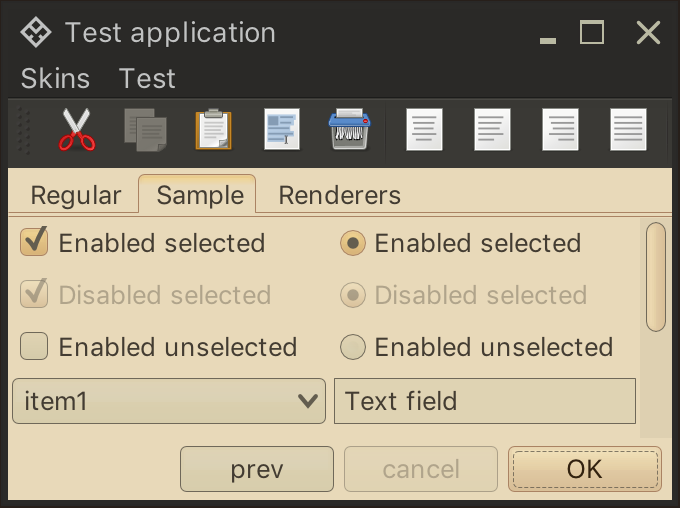 Test application
Skins Test
Regular Sample Renderers
Enabled selected Enabled selected
Disabled selected Disabled selected
Enabled unselected Enabled unselected
item1 Text field
prev cancel OK